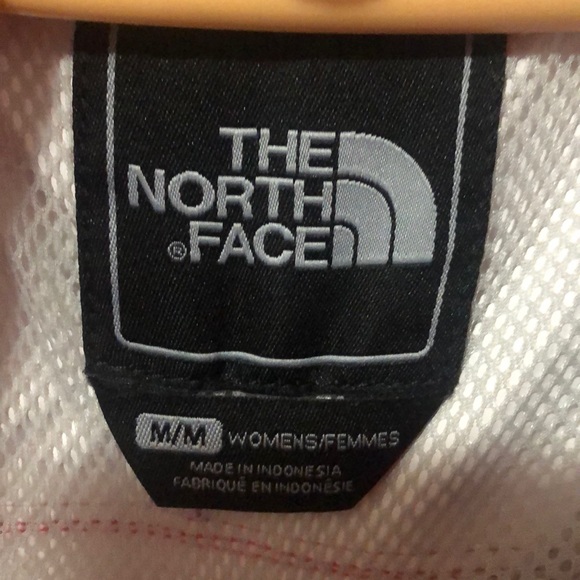 THE
NORTH
® FACE
M/M WOMENS/FEMMES
MADE IN INDONESIA
FABRIQUÉ EN INDONÉSIE